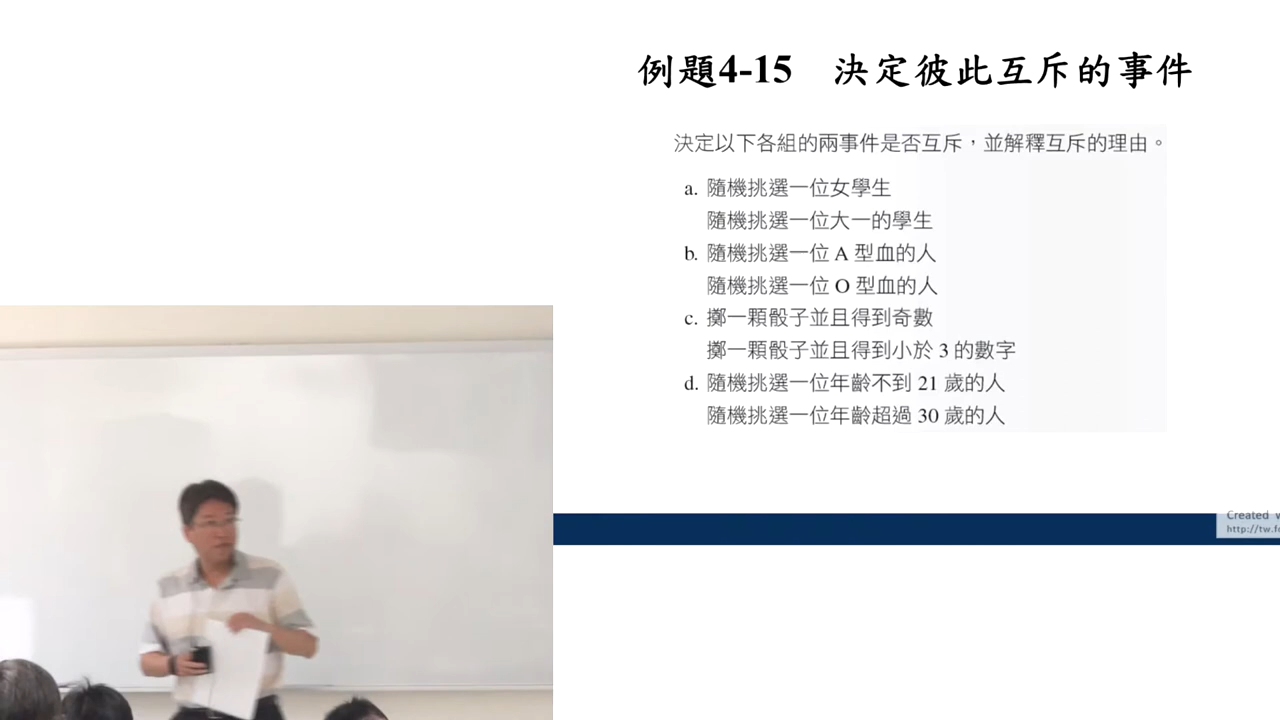 例題4-15 決定彼此互斥的事件
決定以下各組的兩事件是否互斥，並解釋互斥的理由。
a. 隨機挑選一位女學生
隨機挑選一位大一的學生
b. 隨機挑選一位 A 型血的人
隨機挑選一位 O 型血的人
c. 擲一顆骰子並且得到奇數
擲一顆骰子並且得到小於 3 的數字
d. 隨機挑選一位年齡不到 21 歲的人
隨機挑選一位年齡超過 30 歲的人
Created
http://tw.f